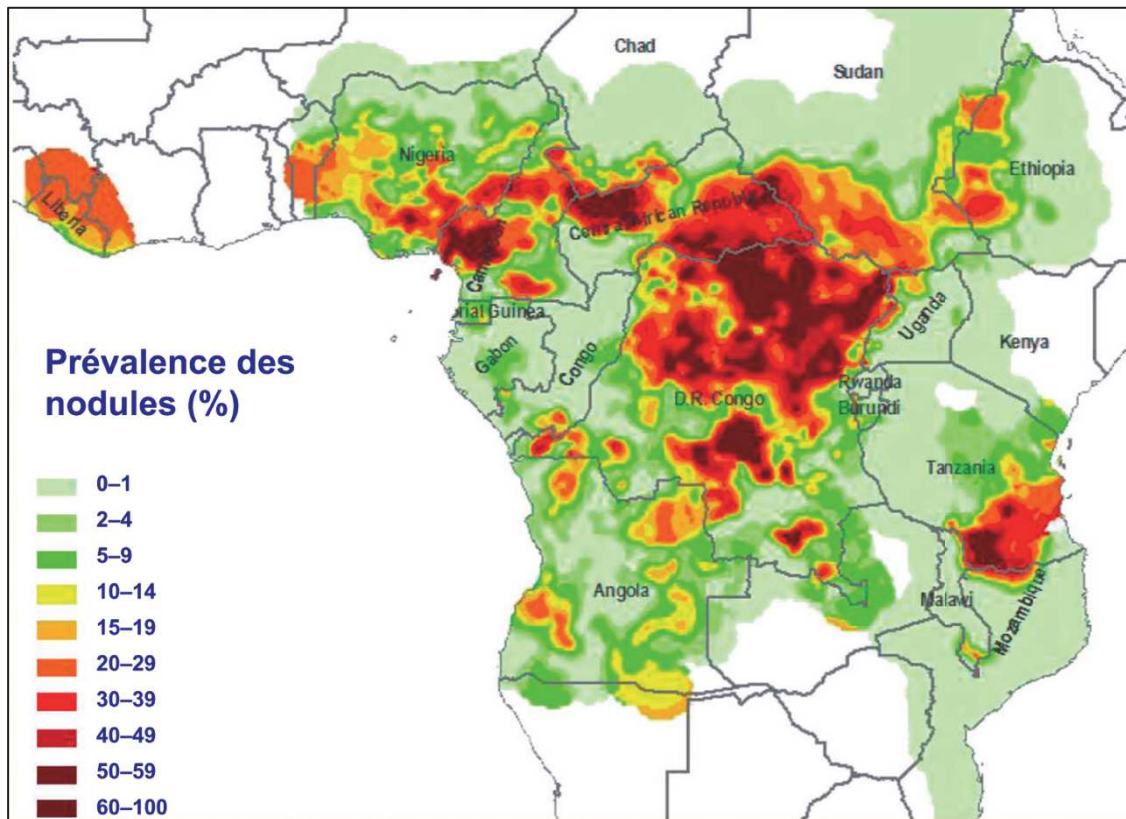 Chad
Sudan
Nigeria
Ethiopia
Liberia
Central African Republic
Cameroon
orial Guinea
Uganda
Kenya
Gabon
Congo
Rwanda
D.R. Congo
Burundi
Tanzania
Angola
Malawi
Mozambique
Prévalence des
nodules (%)
0–1
2–4
5–9
10–14
15–19
20–29
30–39
40–49
50–59
60–100